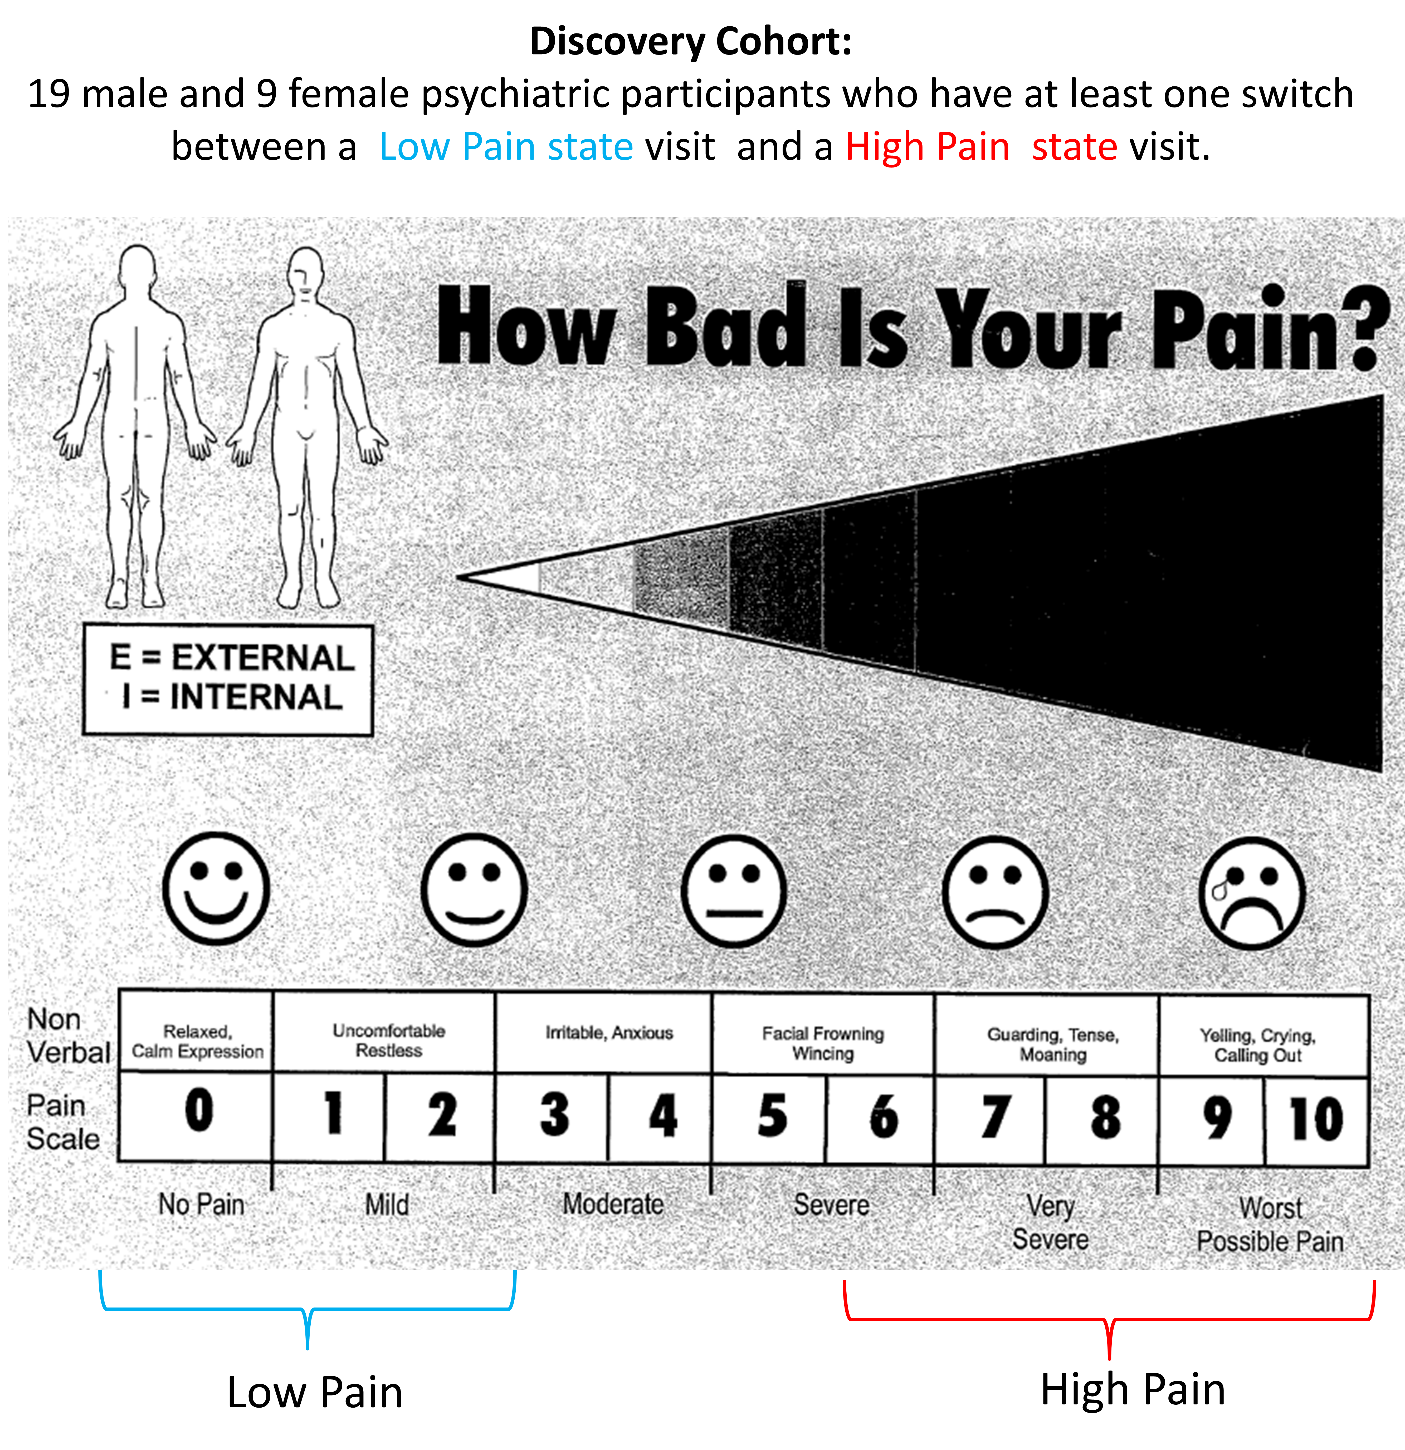 Discovery Cohort:
19 male and 9 female psychiatric participants who have at least one switch
between a Low Pain state visit and a High Pain state visit.
How Bad Is Your Pain?
E = EXTERNAL
I = INTERNAL
Non
Verbal
Relaxed,
Calm Expression
Uncomfortable
Restless
Irritable, Anxious
Facial Frowning
Wincing
Guarding, Tense,
Moaning
Yelling, Crying,
Calling Out
Pain
Scale
0 1 2 3 4 5 6 7 8 9 10
No Pain
Mild
Moderate
Severe
Very
Severe
Worst
Possible Pain
Low Pain
High Pain